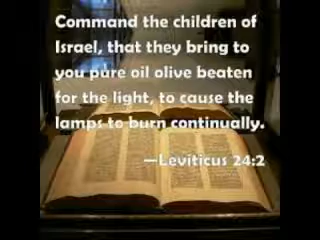 Command the children of
Israel, that they bring to
you pure oil olive beaten
for the light, to cause the
lamps to burn continually.
—Leviticus 24:2